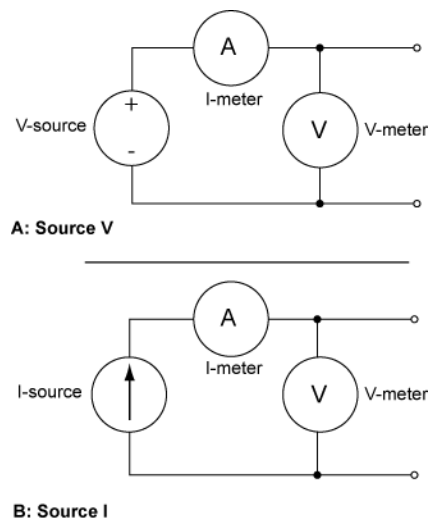 A
I-meter
V-source
+
-
V
V-meter
A: Source V
A
I-meter
I-source
V
V-meter
B: Source I